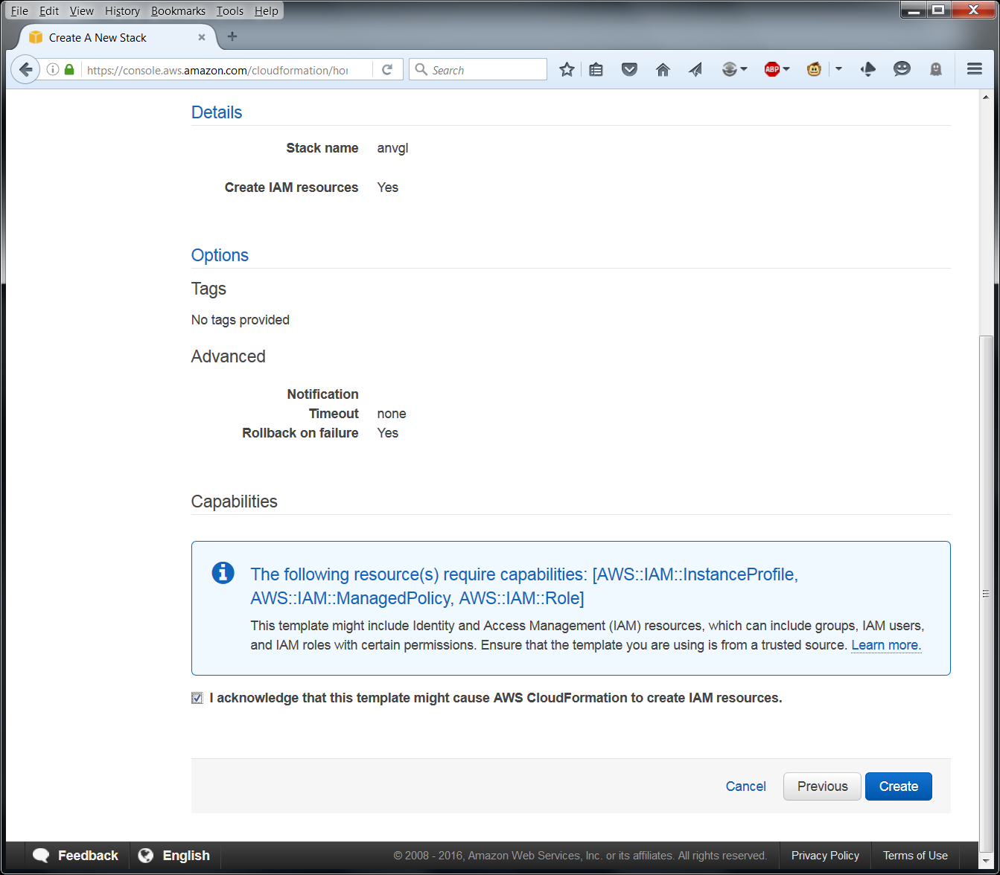 File Edit View History Bookmarks Tools Help
Create A New Stack
https://console.aws.amazon.com/cloudformation/ho
Search
ABP
Details
Stack name anvgl
Create IAM resources Yes
Options
Tags
No tags provided
Advanced
Notification
Timeout none
Rollback on failure Yes
Capabilities
The following resource(s) require capabilities: [AWS::IAM::InstanceProfile,
AWS::IAM::ManagedPolicy, AWS::IAM::Role]
This template might include Identity and Access Management (IAM) resources, which can include groups, IAM users,
and IAM roles with certain permissions. Ensure that the template you are using is from a trusted source. Learn more.
I acknowledge that this template might cause AWS CloudFormation to create IAM resources.
Cancel Previous Create
Feedback English © 2008 - 2016, Amazon Web Services, Inc. or its affiliates. All rights reserved. Privacy Policy Terms of Use